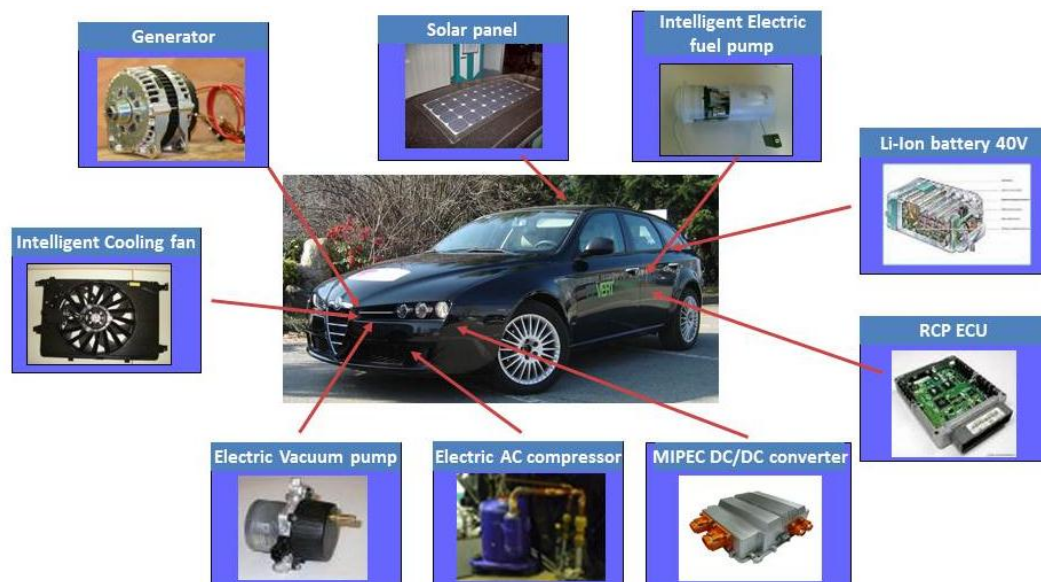 Generator
Solar panel
Intelligent Electric
fuel pump
Li-Ion battery 40V
Intelligent Cooling fan
RCP ECU
Electric Vacuum pump
Electric AC compressor
MIPEC DC/DC converter